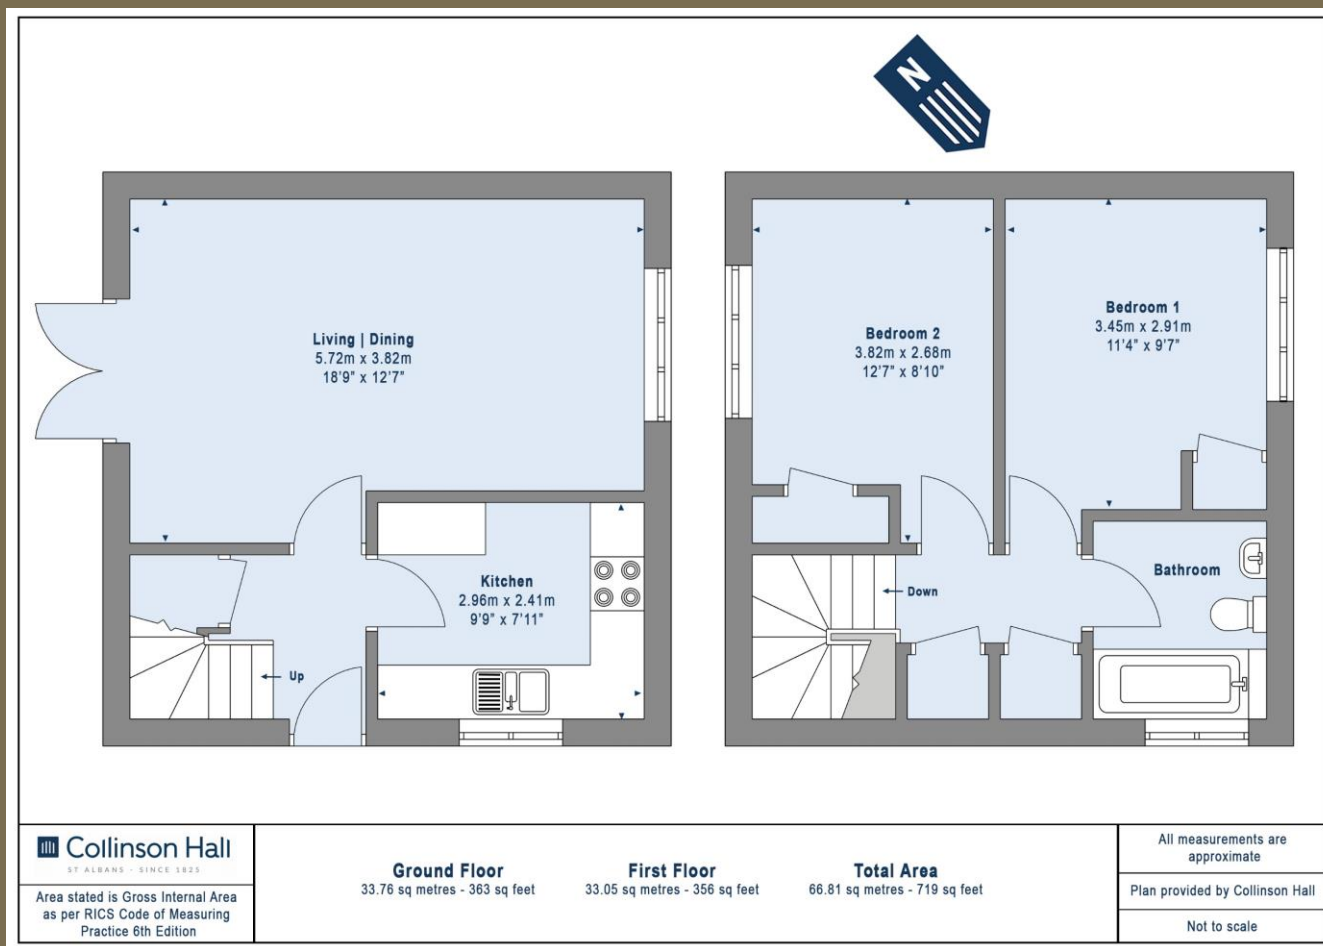 N
Living | Dining
5.72m x 3.82m
18'9" x 12'7"
Kitchen
2.96m x 2.41m
9'9" x 7'11"
Up
Bedroom 2
3.82m x 2.68m
12'7" x 8'10"
Bedroom 1
3.45m x 2.91m
11'4" x 9'7"
Down
Bathroom
Collinson Hall
ST ALBANS - SINCE 1825
Area stated is Gross Internal Area
as per RICS Code of Measuring
Practice 6th Edition
Ground Floor
33.76 sq metres - 363 sq feet
First Floor
33.05 sq metres - 356 sq feet
Total Area
66.81 sq metres - 719 sq feet
All measurements are
approximate
Plan provided by Collinson Hall
Not to scale